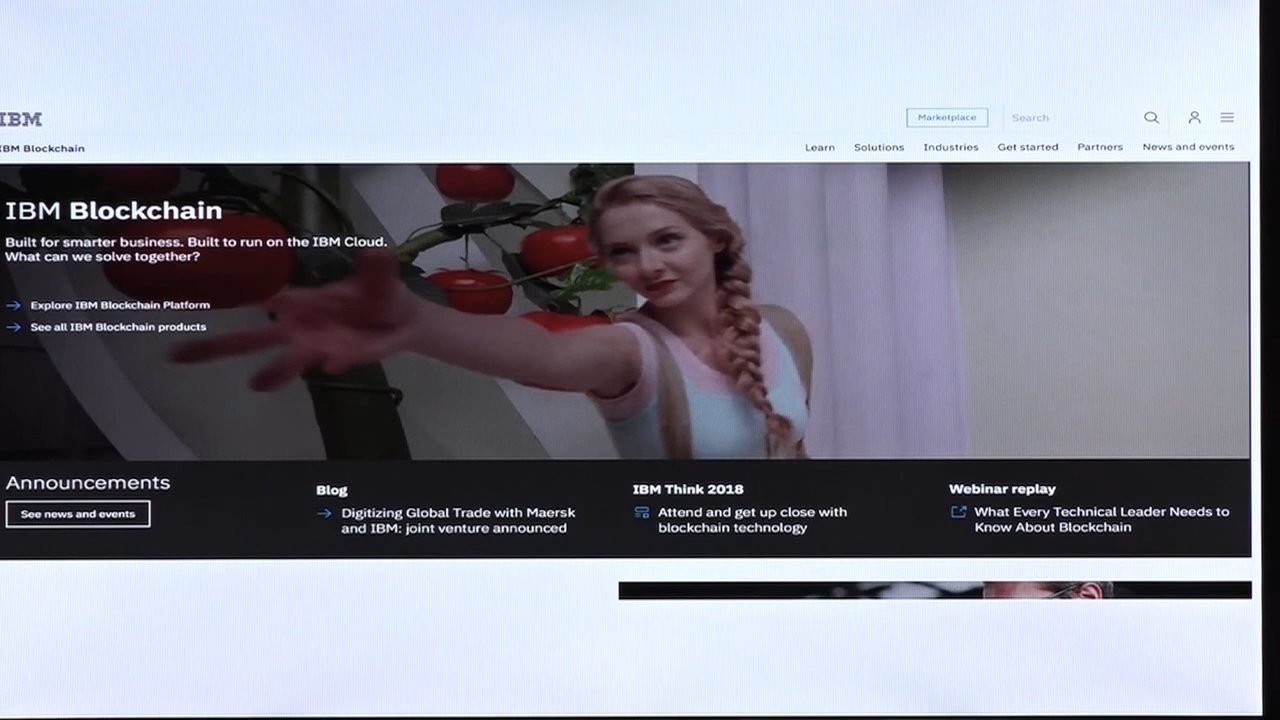 IBM
Marketplace
Search
IBM Blockchain
Learn Solutions Industries Get started Partners News and events
IBM Blockchain
Built for smarter business. Built to run on the IBM Cloud.
What can we solve together?
Explore IBM Blockchain Platform
See all IBM Blockchain products
Announcements
See news and events
Blog
Digitizing Global Trade with Maersk
and IBM: joint venture announced
IBM Think 2018
Attend and get up close with
blockchain technology
Webinar replay
What Every Technical Leader Needs to
Know About Blockchain